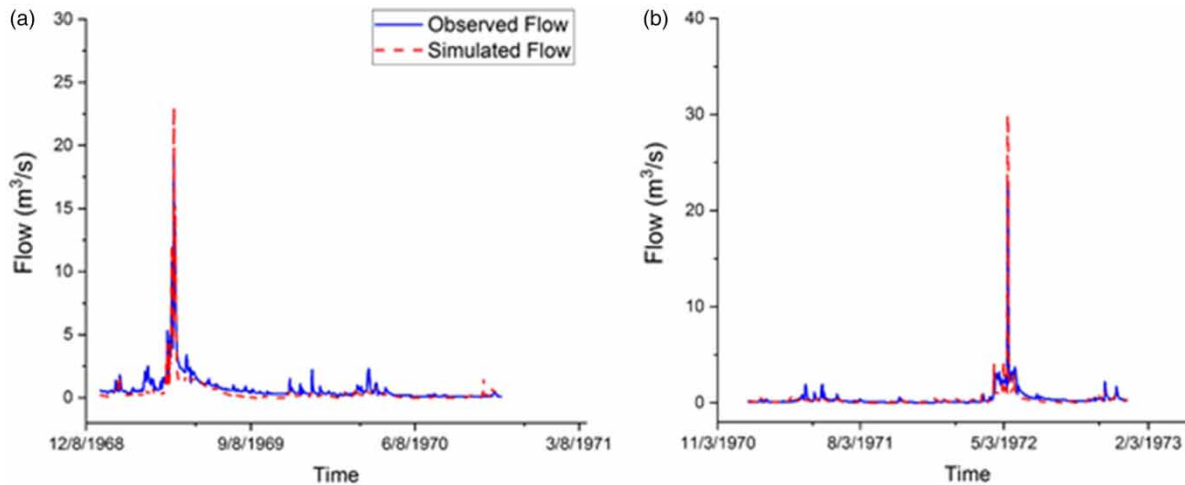 (a)
30
25
20
15
10
5
0
Flow (m³/s)
Observed Flow
Simulated Flow
12/8/1968
9/8/1969
6/8/1970
3/8/1971
Time
(b)
40
30
20
10
0
Flow (m³/s)
11/3/1970
8/3/1971
5/3/1972
2/3/1973
Time